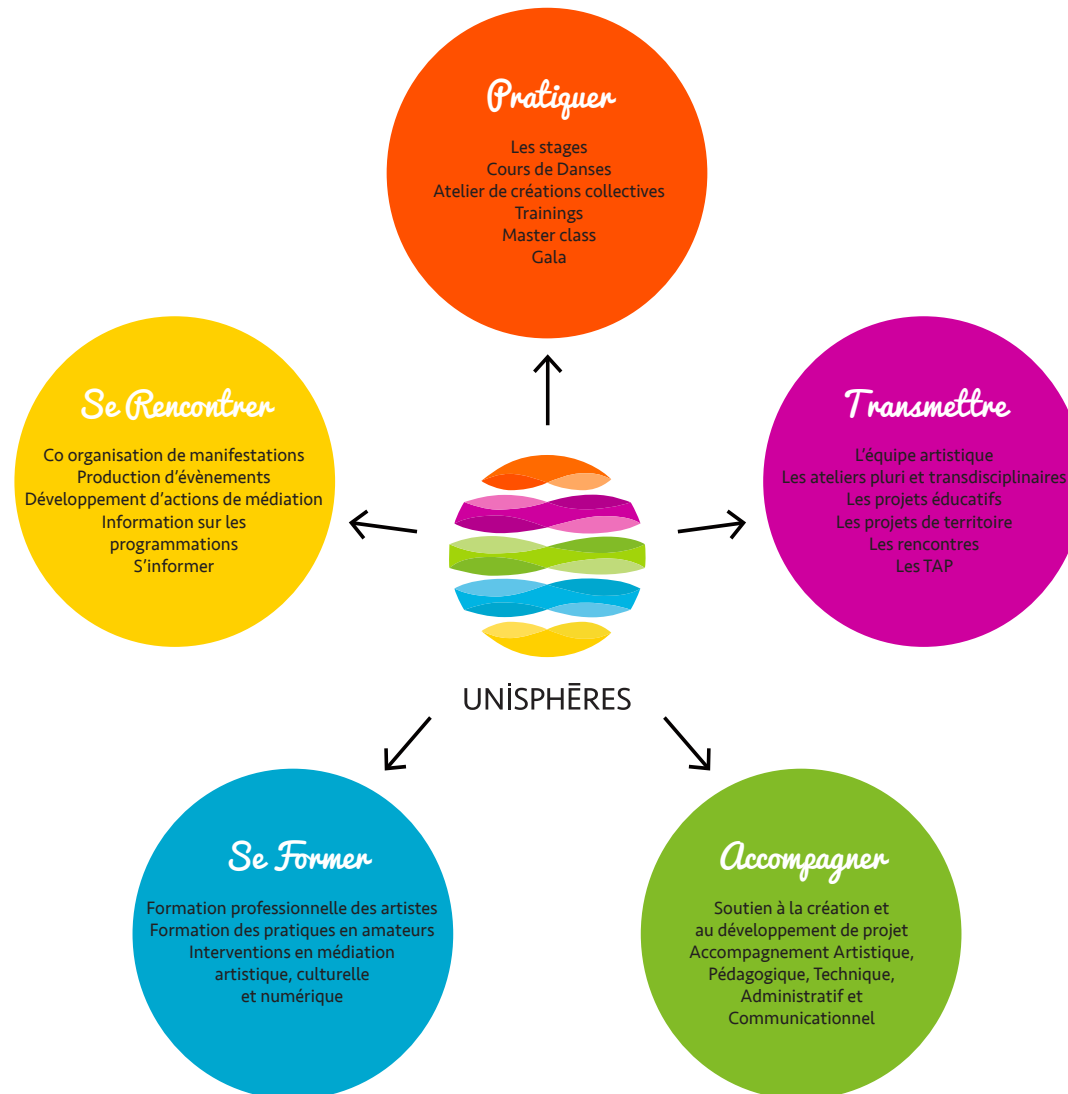 Pratiquer
Les stages
Cours de Danses
Atelier de créations collectives
Trainings
Master class
Gala
Se Rencontrer
Co organisation de manifestations
Production d'évènements
Développement d'actions de médiation
Information sur les
programmations
S'informer
Transmettre
L'équipe artistique
Les ateliers pluri et transdisciplinaires
Les projets éducatifs
Les projets de territoire
Les rencontres
Les TAP
UNİSPHĒRES
Se Former
Formation professionnelle des artistes
Formation des pratiques en amateurs
Interventions en médiation
artistique, culturelle
et numérique
Accompagner
Soutien à la création et
au développement de projet
Accompagnement Artistique,
Pédagogique, Technique,
Administratif et
Communicationnel